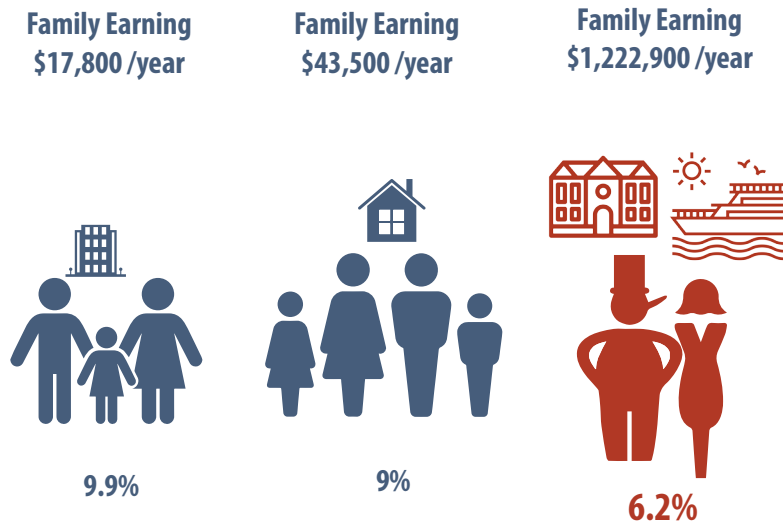 Family Earning
$17,800 /year
Family Earning
$43,500 /year
Family Earning
$1,222,900 /year
9.9%
9%
6.2%